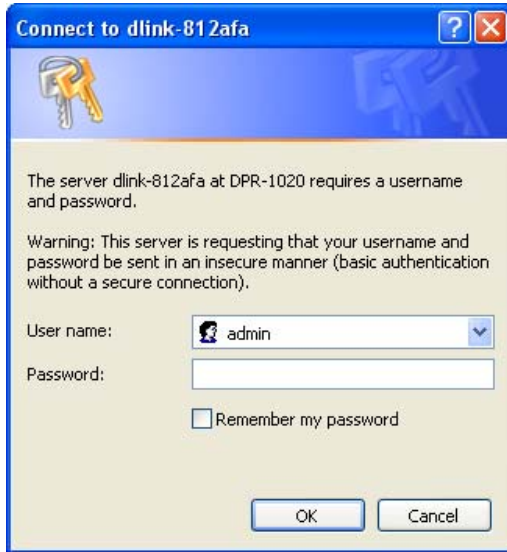 Connect to dlink-812afa
?
X
The server dlink-812afa at DPR-1020 requires a username
and password.
Warning: This server is requesting that your username and
password be sent in an insecure manner (basic authentication
without a secure connection).
User name:
admin
Password:
Remember my password
OK
Cancel